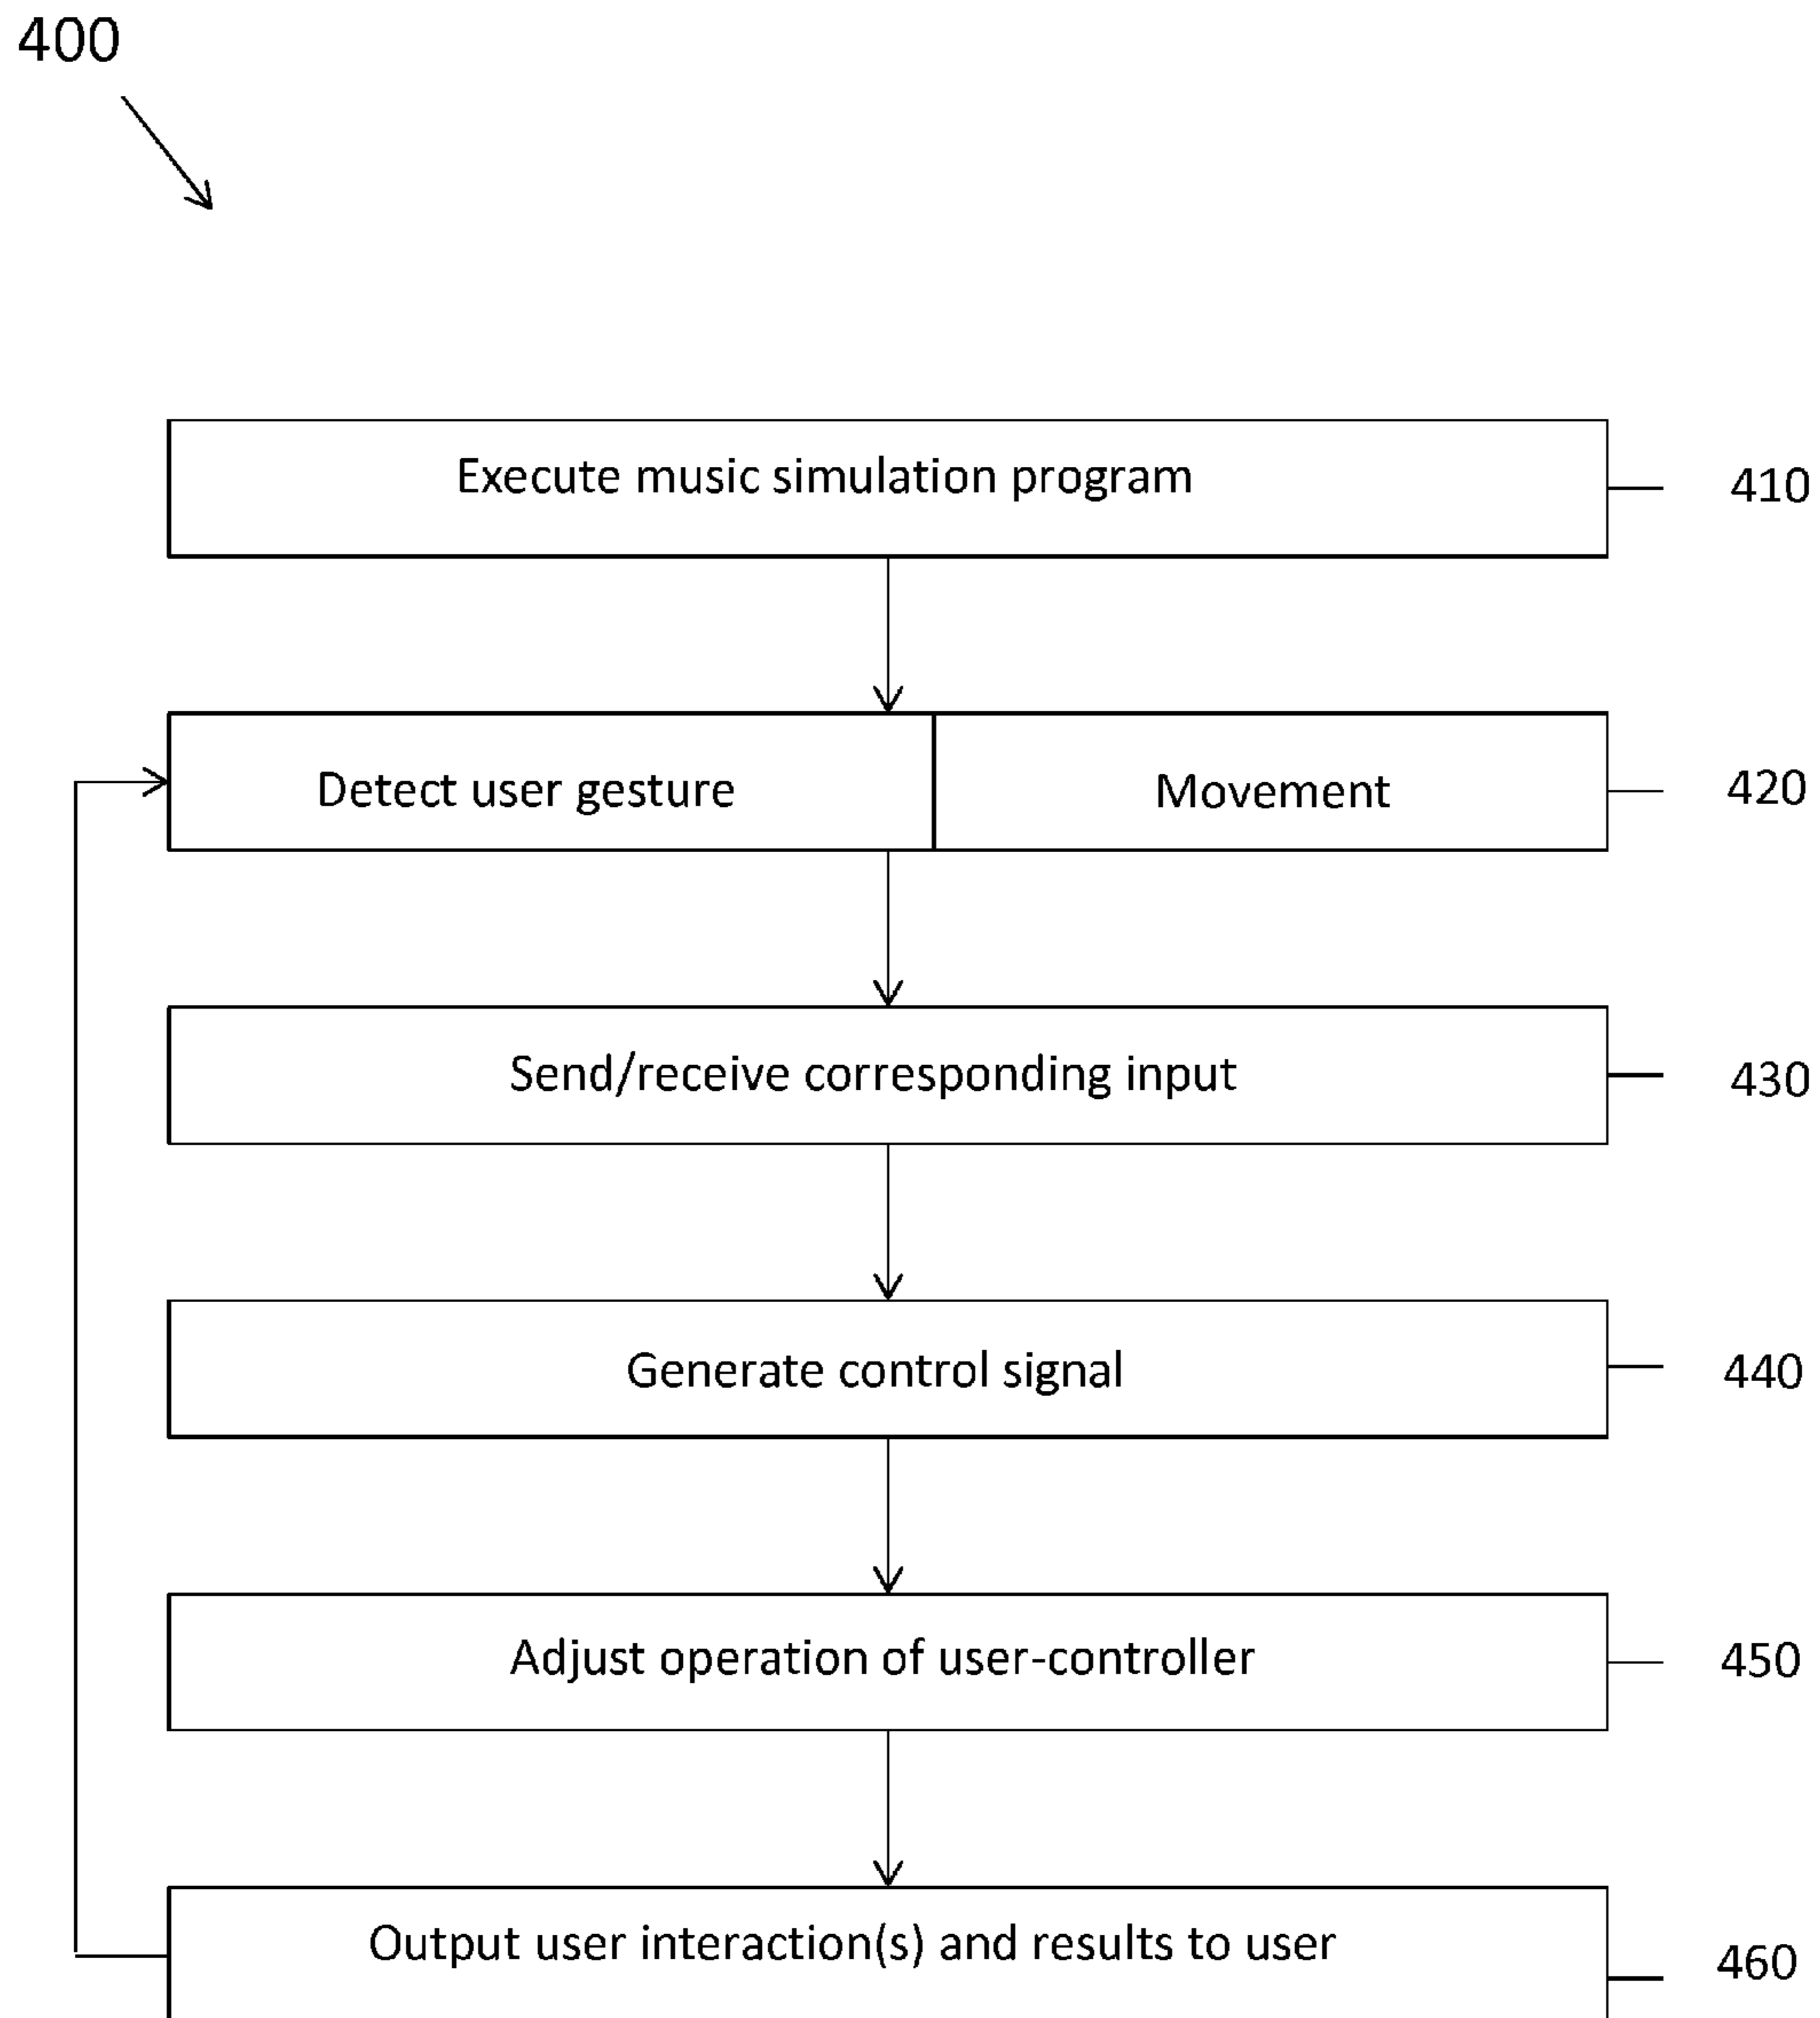 400
Execute music simulation program
410
Detect user gesture
Movement
420
Send/receive corresponding input
430
Generate control signal
440
Adjust operation of user-controller
450
Output user interaction(s) and results to user
460